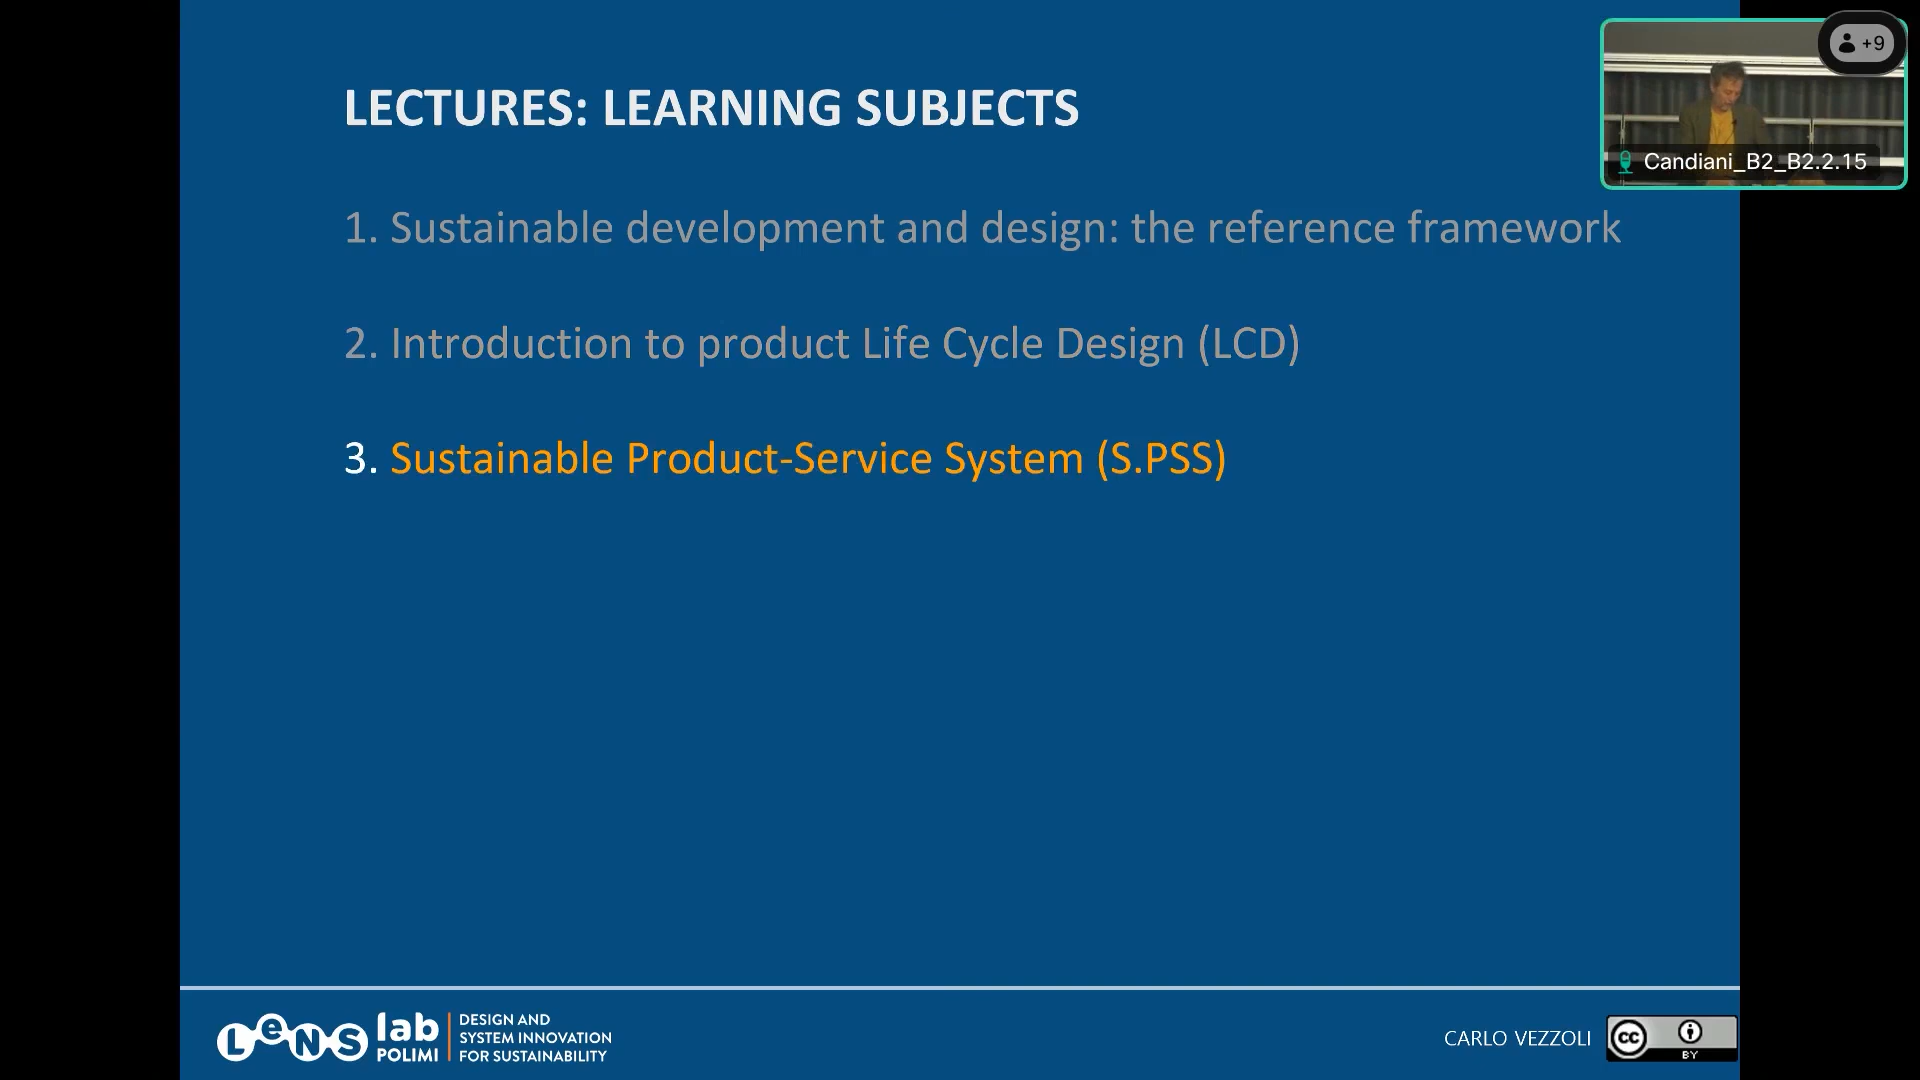 LECTURES: LEARNING SUBJECTS
+9
Candiani_B2_B2.2.15
1. Sustainable development and design: the reference framework
2. Introduction to product Life Cycle Design (LCD)
3. Sustainable Product-Service System (S.PSS)
LeNS lab POLIMI
DESIGN AND
SYSTEM INNOVATION
FOR SUSTAINABILITY
CARLO VEZZOLI
cc
BY